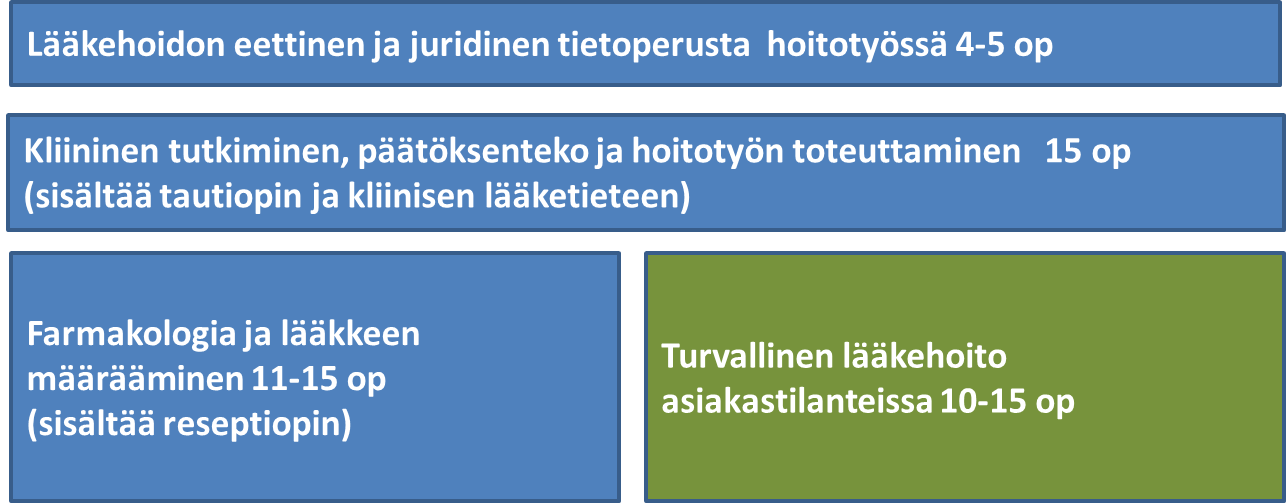 Lääkehoidon eettinen ja juridinen tietoperusta hoitotyössä 4-5 op
Kliininen tutkiminen, päätöksenteko ja hoitotyön toteuttaminen 15 op
(sisältää tautiopin ja kliinisen lääketieteen)
Farmakologia ja lääkkeen
määrääminen 11-15 op
(sisältää reseptiopin)
Turvallinen lääkehoito
asiakastilanteissa 10-15 op